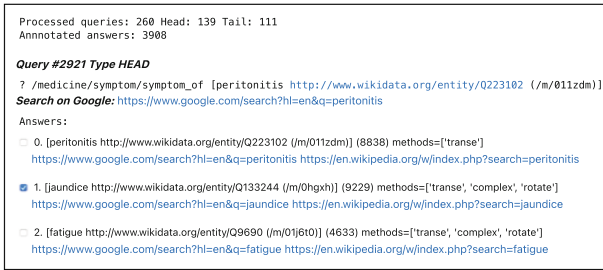 Processed queries: 260 Head: 139 Tail: 111
Annnotated answers: 3908
Query #2921 Type HEAD
? /medicine/symptom/symptom_of [peritonitis http://www.wikidata.org/entity/Q223102 (/m/011zdm)]
Search on Google: https://www.google.com/search?hl=en&q=peritonitis
Answers:
0. [peritonitis http://www.wikidata.org/entity/Q223102 (/m/011zdm)] (8838) methods=['transe']
https://www.google.com/search?hl=en&q=peritonitis https://en.wikipedia.org/w/index.php?search=peritonitis
1. [jaundice http://www.wikidata.org/entity/Q133244 (/m/0hgxh)] (9229) methods=['transe', 'complex', 'rotate']
https://www.google.com/search?hl=en&q=jaundice https://en.wikipedia.org/w/index.php?search=jaundice
2. [fatigue http://www.wikidata.org/entity/Q9690 (/m/01j6t0)] (4633) methods=['transe', 'complex', 'rotate']
https://www.google.com/search?hl=en&q=fatigue https://en.wikipedia.org/w/index.php?search=fatigue